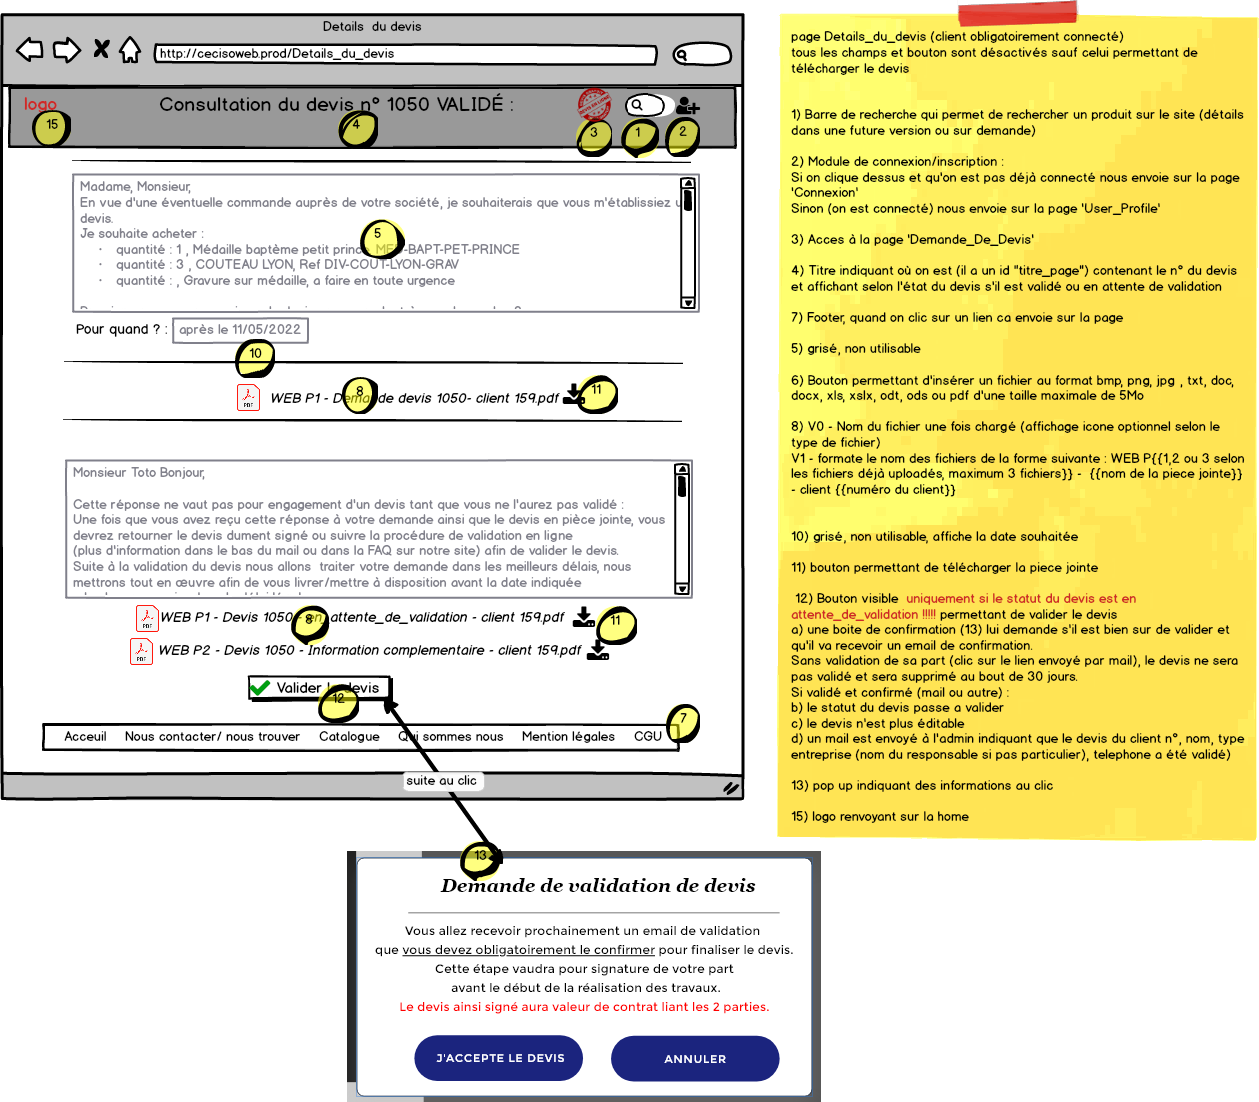 Details du devis
http://cecisoweb.prod/Details_du_devis
logo
Consultation du devis n° 1050 VALIDÉ :
15
4
3
1
2
Madame, Monsieur,
En vue d'une éventuelle commande auprès de votre société, je souhaiterais que vous m'établissiez u
devis.
Je souhaite acheter :
5
· quantité : 1 , Médaille baptème petit prince, MED-BAPT-PET-PRINCE
· quantité : 3 , COUTEAU LYON, Ref DIV-COUT-LYON-GRAV
· quantité : , Gravure sur médaille, a faire en toute urgence
Pour quand ? : après le 11/05/2022
10
WEB P1 - Demande devis 1050- client 159.pdf
8
11
Monsieur Toto Bonjour,
Cette réponse ne vaut pas pour engagement d'un devis tant que vous ne l'aurez pas validé :
Une fois que vous avez reçu cette réponse à votre demande ainsi que le devis en pièce jointe, vous
devrez retourner le devis dument signé ou suivre la procédure de validation en ligne
(plus d'information dans le bas du mail ou dans la FAQ sur notre site) afin de valider le devis.
Suite à la validation du devis nous allons traiter votre demande dans les meilleurs délais, nous
mettrons tout en œuvre afin de vous livrer/mettre à disposition avant la date indiquée
WEB P1 - Devis 1050 - en_attente_de_validation - client 159.pdf
8
11
WEB P2 - Devis 1050 - Information complementaire - client 159.pdf
Valider le devis
12
7
Acceuil Nous contacter/ nous trouver Catalogue Qui sommes nous Mention légales CGU
suite au clic
13
Demande de validation de devis
Vous allez recevoir prochainement un email de validation
que vous devez obligatoirement le confirmer pour finaliser le devis.
Cette étape vaudra pour signature de votre part
avant le début de la réalisation des travaux.
Le devis ainsi signé aura valeur de contrat liant les 2 parties.
J'ACCEPTE LE DEVIS ANNULER
page Details_du_devis (client obligatoirement connecté)
tous les champs et bouton sont désactivés sauf celui permettant de
télécharger le devis
1) Barre de recherche qui permet de rechercher un produit sur le site (détails
dans une future version ou sur demande)
2) Module de connexion/inscription :
Si on clique dessus et qu'on est pas déjà connecté nous envoie sur la page
'Connexion'
Sinon (on est connecté) nous envoie sur la page 'User_Profile'
3) Acces à la page 'Demande_De_Devis'
4) Titre indiquant où on est (il a un id "titre_page") contenant le n° du devis
et affichant selon l'état du devis s'il est validé ou en attente de validation
7) Footer, quand on clic sur un lien ca envoie sur la page
5) grisé, non utilisable
6) Bouton permettant d'insérer un fichier au format bmp, png, jpg , txt, doc,
docx, xls, xslx, odt, ods ou pdf d'une taille maximale de 5Mo
8) V0 - Nom du fichier une fois chargé (affichage icone optionnel selon le
type de fichier)
V1 - formate le nom des fichiers de la forme suivante : WEB P{{1,2 ou 3 selon
les fichiers déjà uploadés, maximum 3 fichiers}} - {{nom de la piece jointe}}
- client {{numéro du client}}
10) grisé, non utilisable, affiche la date souhaitée
11) bouton permettant de télécharger la piece jointe
12) Bouton visible uniquement si le statut du devis est en
attente_de_validation !!!!! permettant de valider le devis
a) une boite de confirmation (13) lui demande s'il est bien sur de valider et
qu'il va recevoir un email de confirmation.
Sans validation de sa part (clic sur le lien envoyé par mail), le devis ne sera
pas validé et sera supprimé au bout de 30 jours.
Si validé et confirmé (mail ou autre) :
b) le statut du devis passe a valider
c) le devis n'est plus éditable
d) un mail est envoyé à l'admin indiquant que le devis du client n°, nom, type
entreprise (nom du responsable si pas particulier), telephone a été validé)
13) pop up indiquant des informations au clic
15) logo renvoyant sur la home